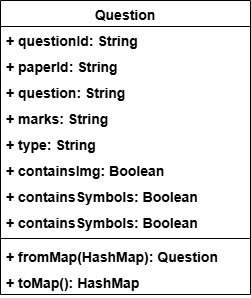 Question
+ questionId: String
+ paperId: String
+ question: String
+ marks: String
+ type: String
+ containsImg: Boolean
+ containsSymbols: Boolean
+ containsSymbols: Boolean
+ fromMap(HashMap): Question
+ toMap(): HashMap